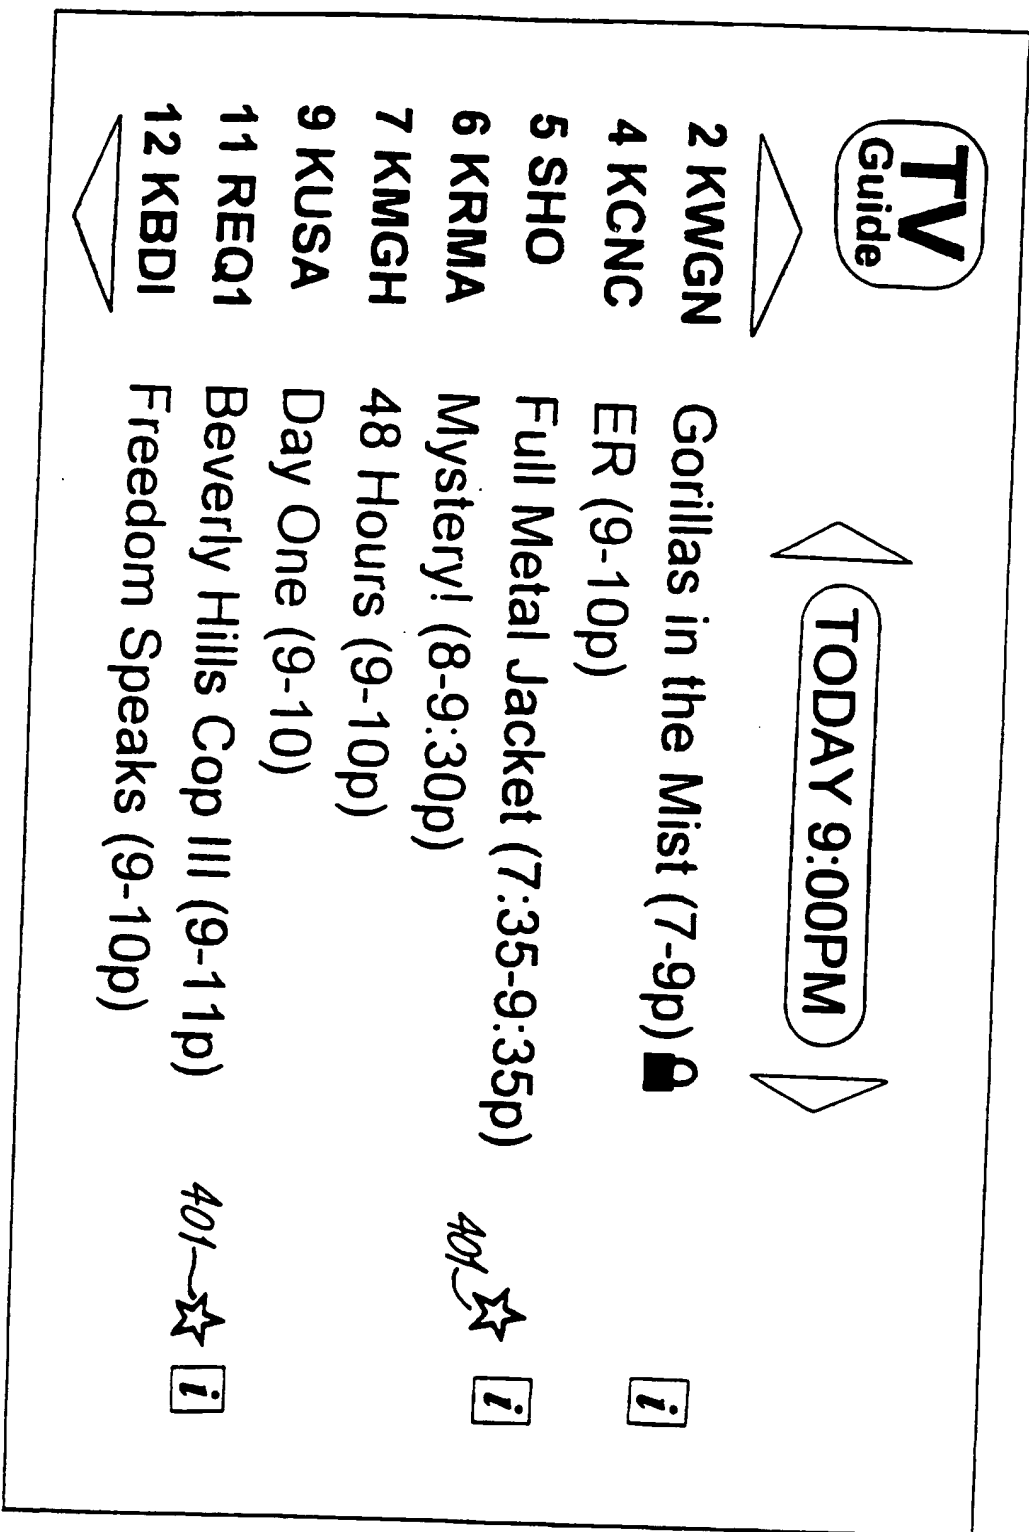 TV
Guide
TODAY 9:00PM
2 KWGN Gorillas in the Mist (7-9p) i
4 KCNC ER (9-10p)
5 SHO Full Metal Jacket (7:35-9:35p) 401 i
6 KRMA Mystery! (8-9:30p)
7 KMGH 48 Hours (9-10p)
9 KUSA Day One (9-10)
11 REQ1 Beverly Hills Cop III (9-11p) 401 i
12 KBDI Freedom Speaks (9-10p)